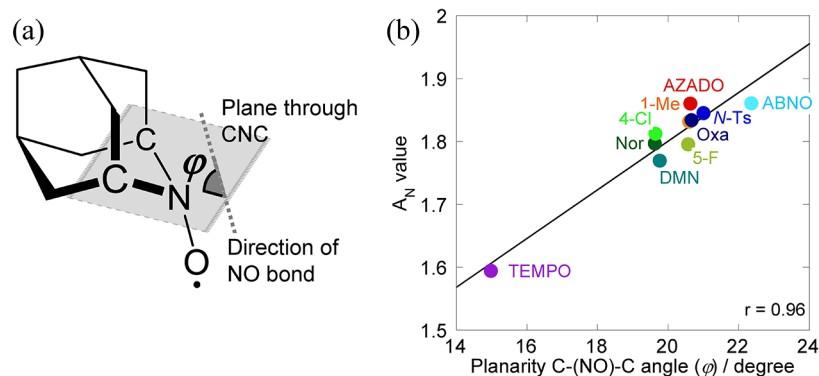 (a)
Plane through
CNC
C
C
N
φ
O
Direction of
NO bond
(b)
2
1.9
1.8
1.7
1.6
1.5
A_N value
AZADO
1-Me
ABNO
4-Cl
N-Ts
Nor
Oxa
5-F
DMN
TEMPO
r = 0.96
14 16 18 20 22 24
Planarity C-(NO)-C angle (φ) / degree